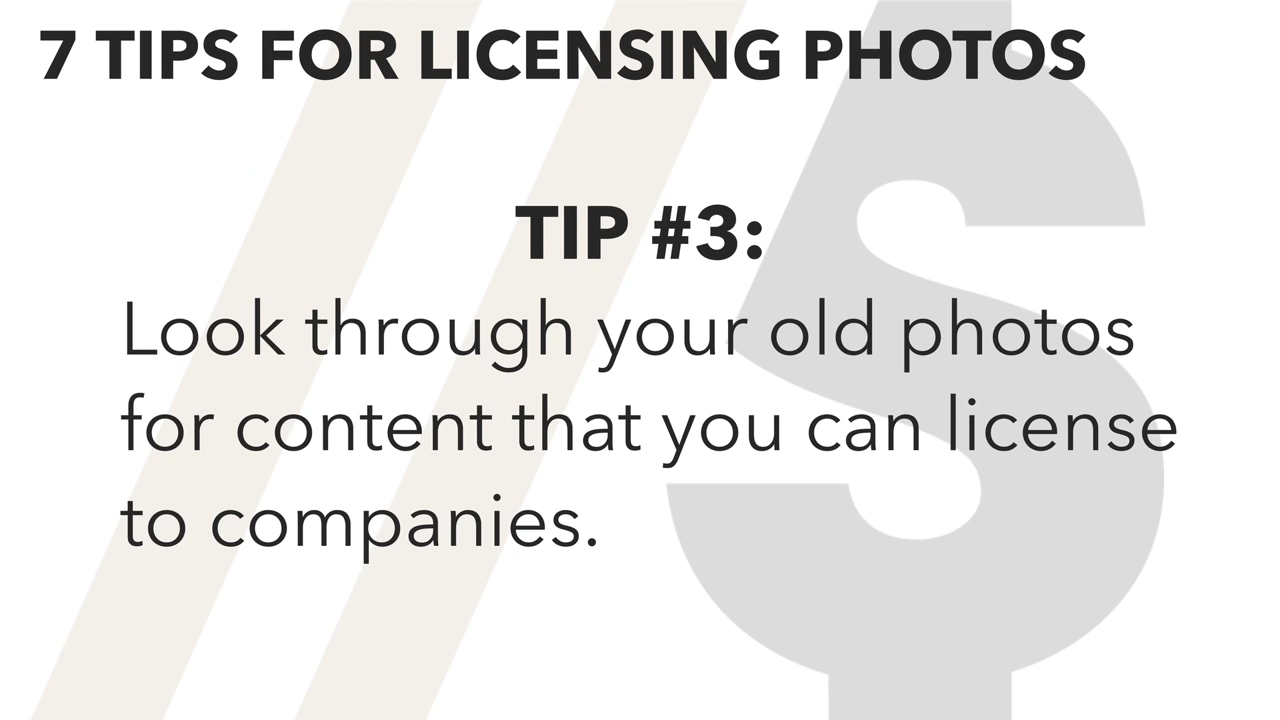 7 TIPS FOR LICENSING PHOTOS
TIP #3:
Look through your old photos
for content that you can license
to companies.